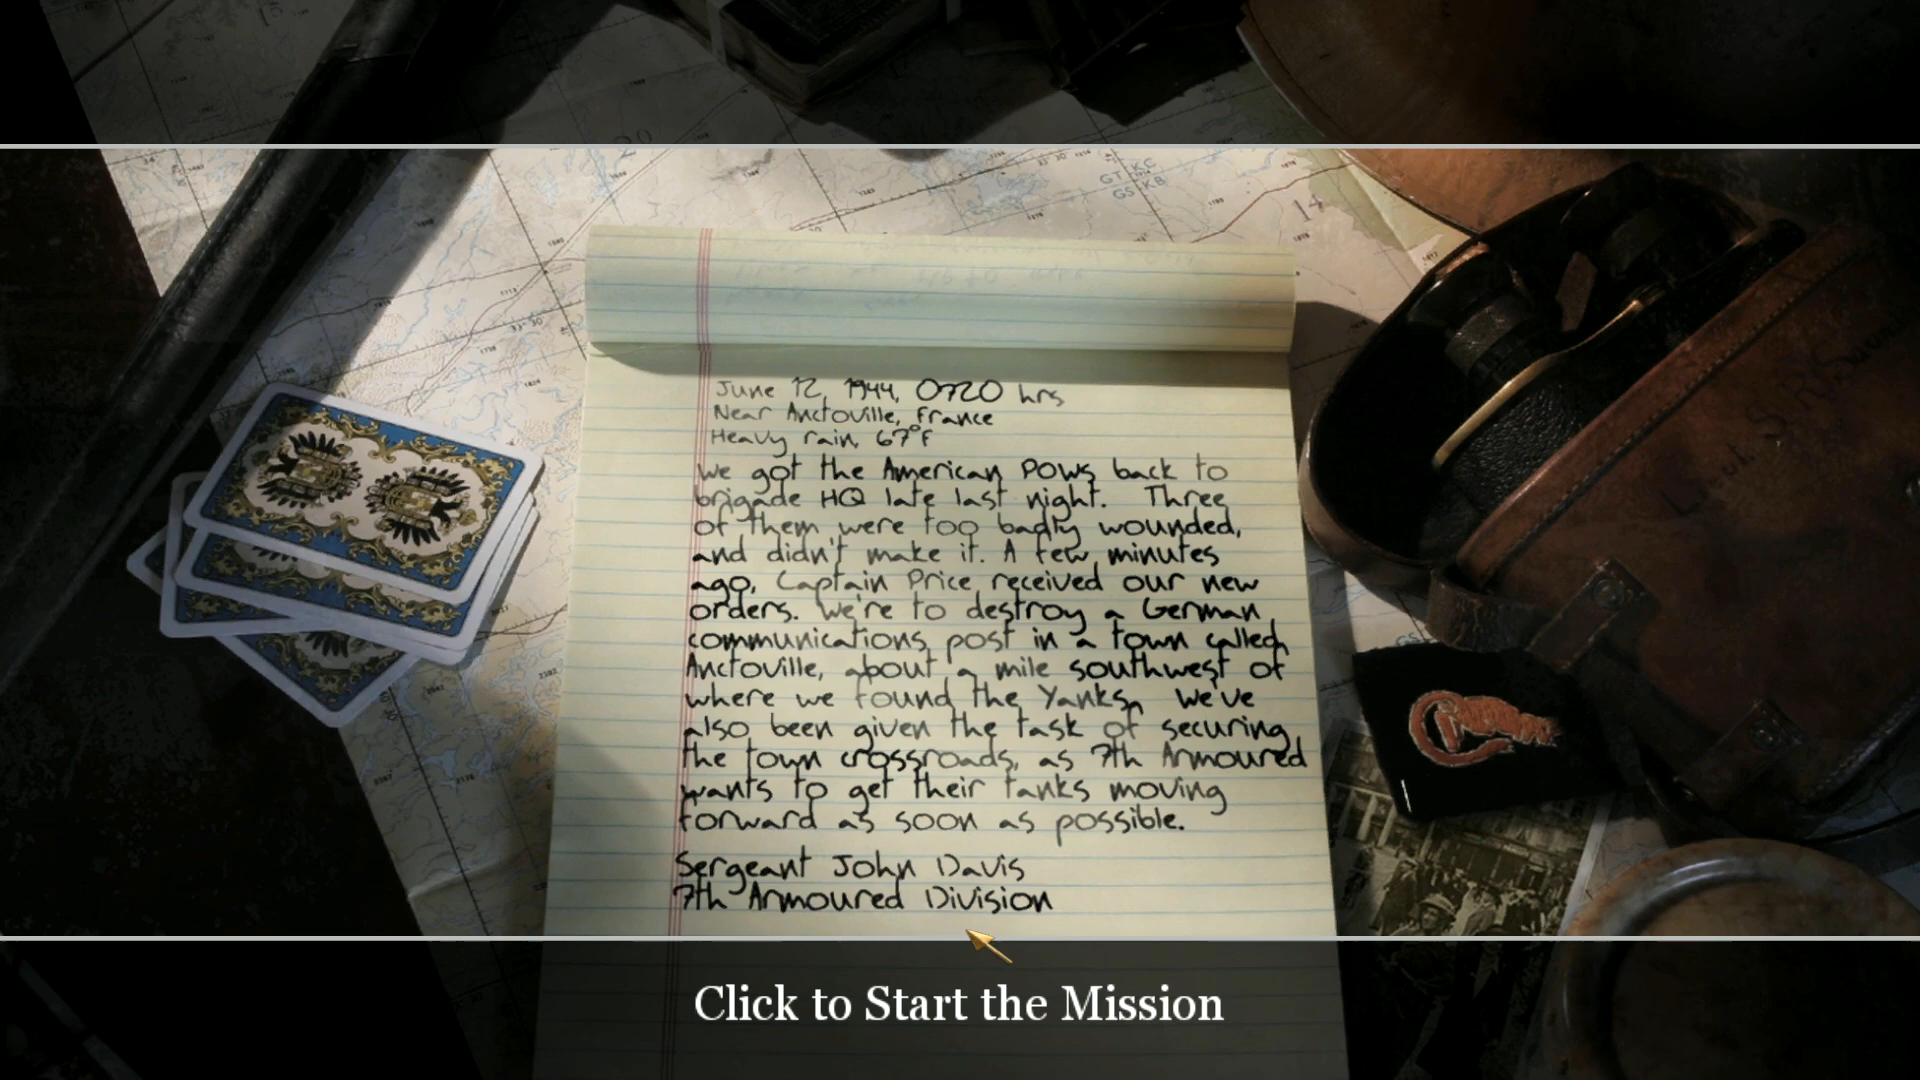 GT KC
GS KB
14
June 12, 1944, 0720 hrs
Near Anctoville, France
Heavy rain, 67°F
We got the American POWs back to
brigade HQ late last night. Three
of them were too badly wounded,
and didn't make it. A few minutes
ago, Captain Price received our new
orders. We're to destroy a German
communications post in a town called
Anctoville, about a mile southwest of
where we found the Yanks. We've
also been given the task of securing
the town crossroads, as 7th Armoured
wants to get their tanks moving
forward as soon as possible.
Sergeant John Davis
7th Armoured Division
Click to Start the Mission